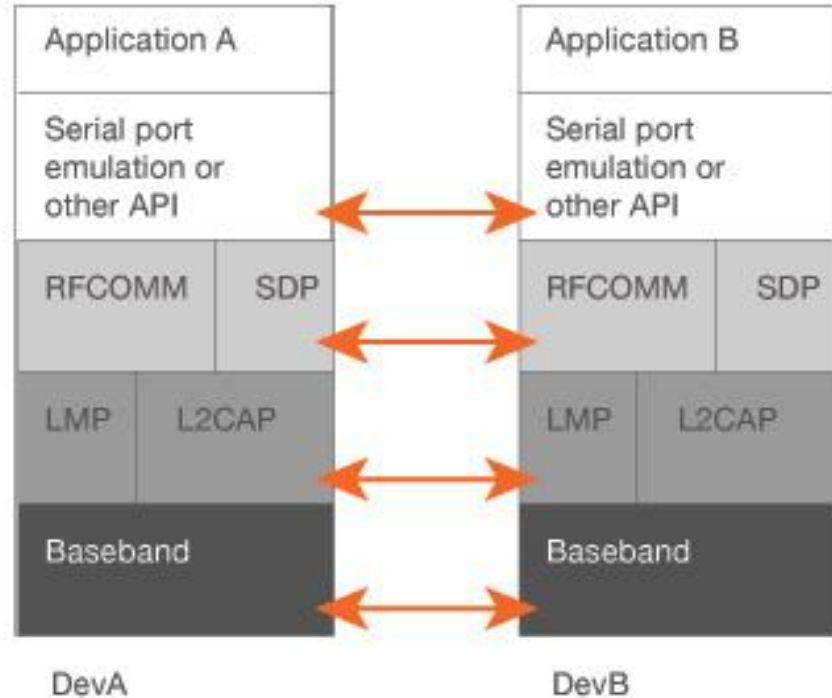 Application A
Serial port
emulation or
other API
RFCOMM
SDP
LMP
L2CAP
Baseband
DevA
Application B
Serial port
emulation or
other API
RFCOMM
SDP
LMP
L2CAP
Baseband
DevB